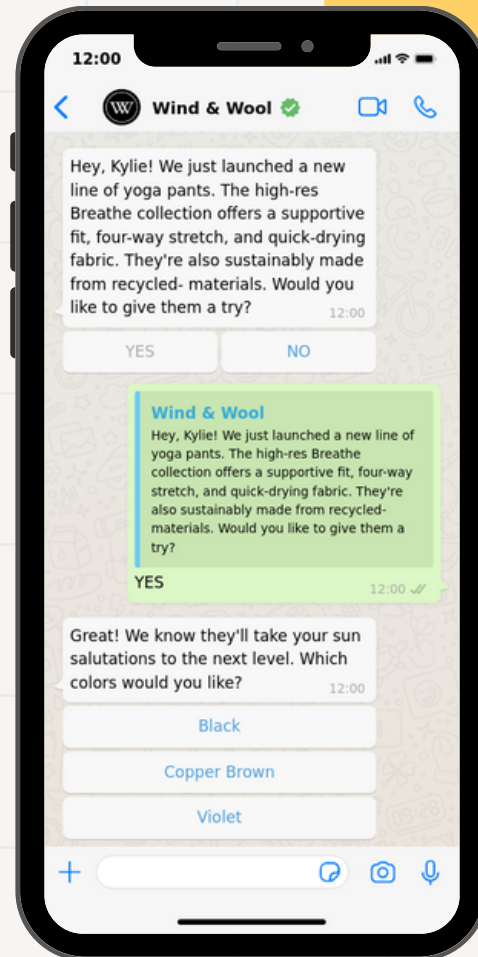 12:00
W Wind & Wool
Hey, Kylie! We just launched a new
line of yoga pants. The high-res
Breathe collection offers a supportive
fit, four-way stretch, and quick-drying
fabric. They're also sustainably made
from recycled- materials. Would you
like to give them a try?
12:00
YES NO
Wind & Wool
Hey, Kylie! We just launched a new line of
yoga pants. The high-res Breathe
collection offers a supportive fit, four-way
stretch, and quick-drying fabric. They're
also sustainably made from recycled-
materials. Would you like to give them a
try?
YES
12:00
Great! We know they'll take your sun
salutations to the next level. Which
colors would you like?
12:00
Black
Copper Brown
Violet
09:28